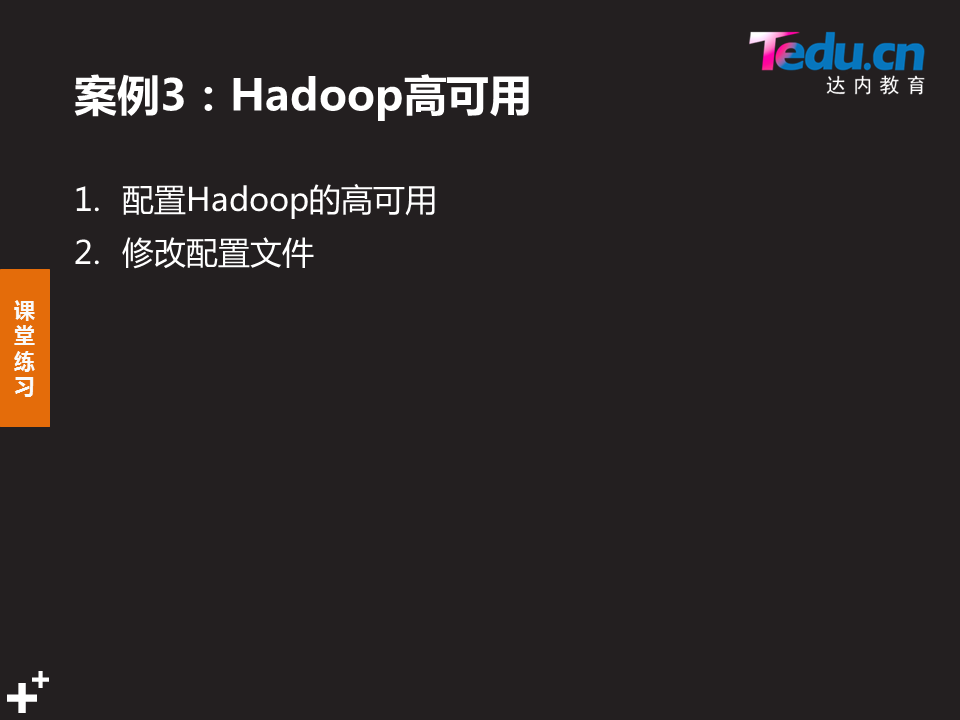 Tedu.cn
达内教育
案例3：Hadoop高可用
1. 配置Hadoop的高可用
2. 修改配置文件
课
堂
练
习